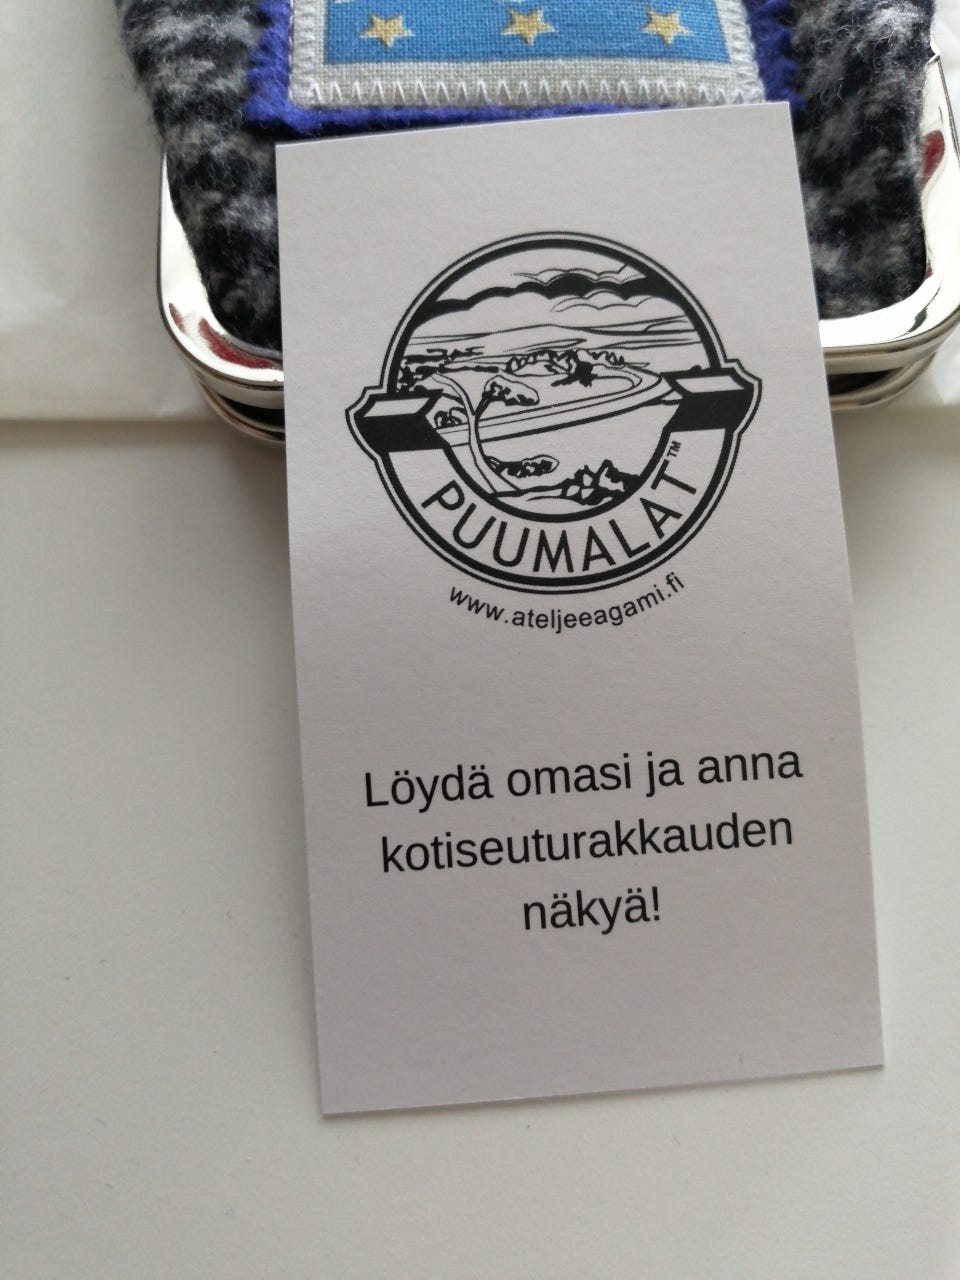 PUUMALAT™
www.ateljeeagami.fi
Löydä omasi ja anna
kotiseuturakkauden
näkyä!